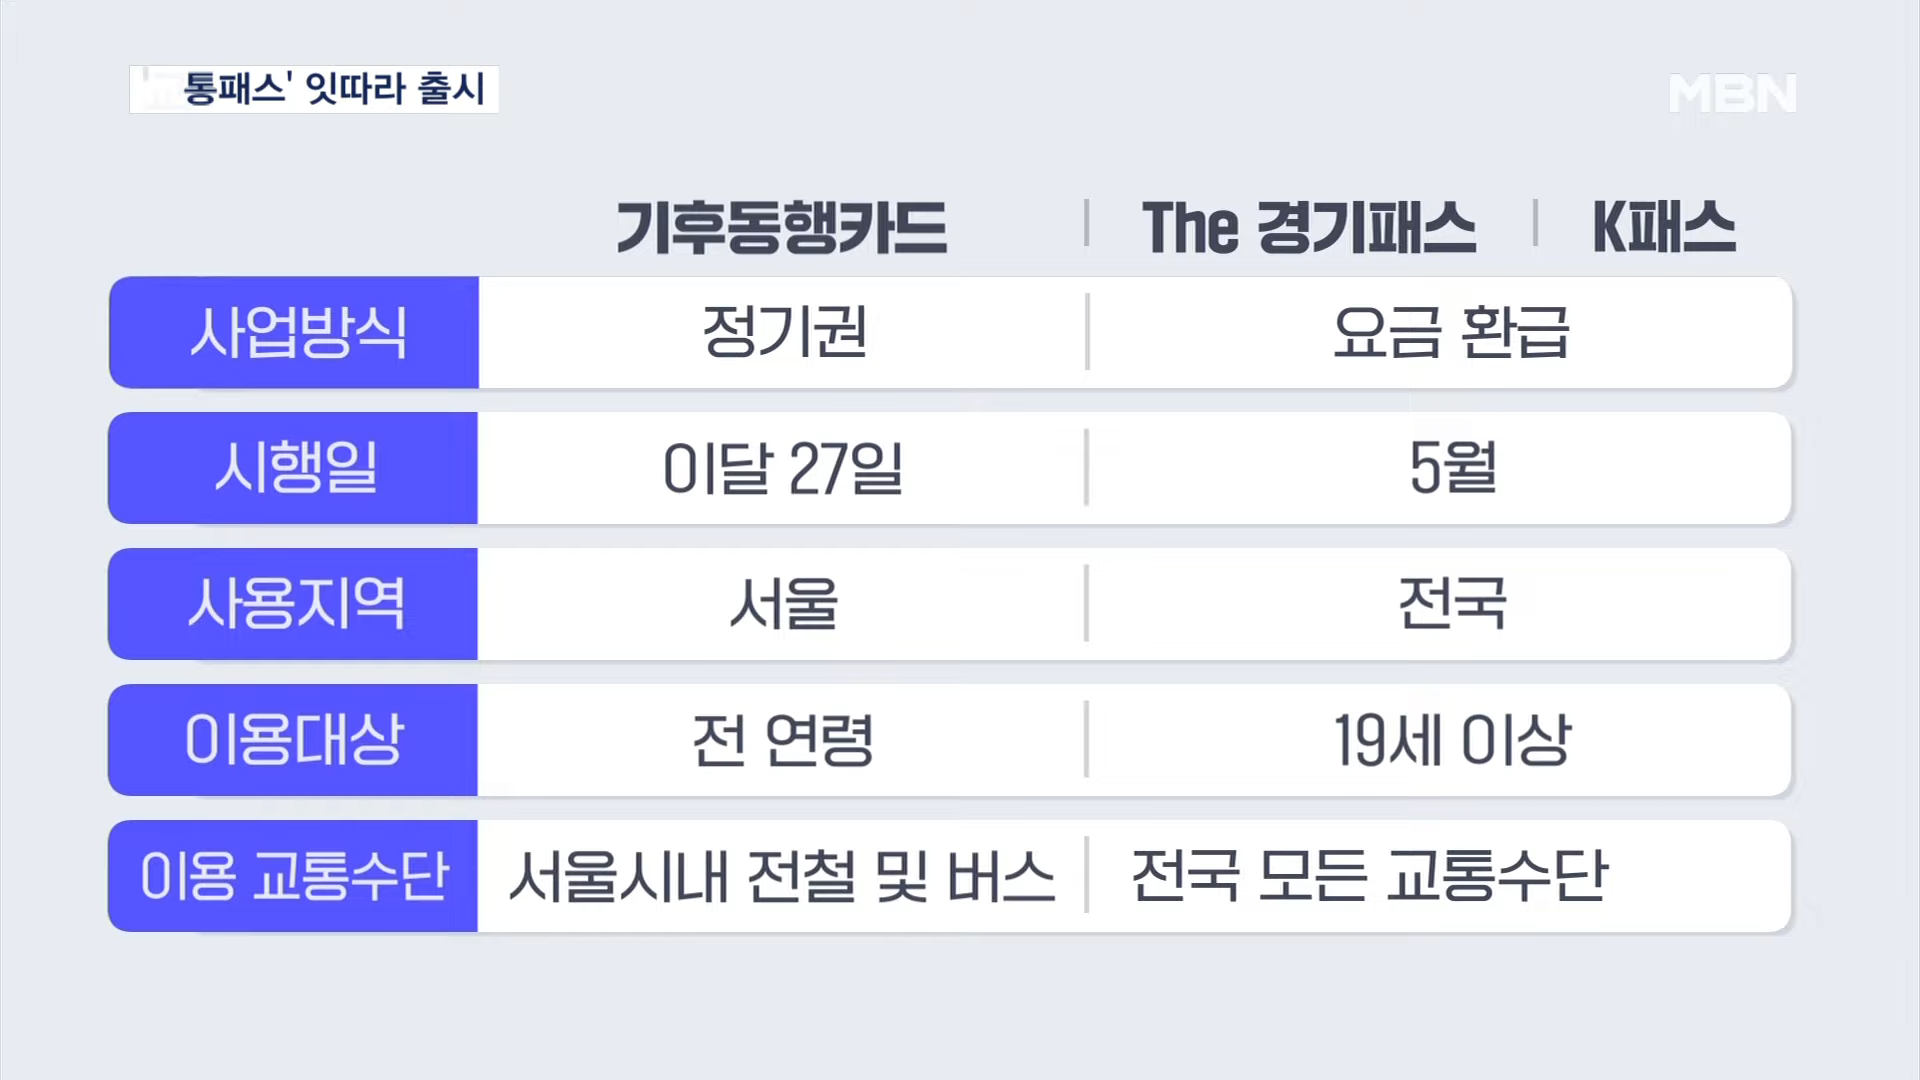 '교통패스' 잇따라 출시
MBN
기후동행카드 The 경기패스 K패스
사업방식 정기권 요금 환급
시행일 이달 27일 5월
사용지역 서울 전국
이용대상 전 연령 19세 이상
이용 교통수단 서울시내 전철 및 버스 전국 모든 교통수단